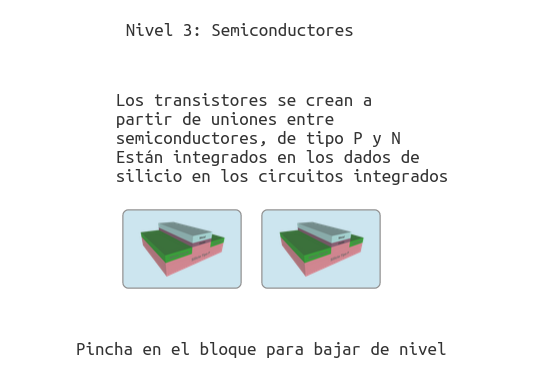 Nivel 3: Semiconductores
Los transistores se crean a
partir de uniones entre
semiconductores, de tipo P y N
Están integrados en los dados de
silicio en los circuitos integrados
Pincha en el bloque para bajar de nivel